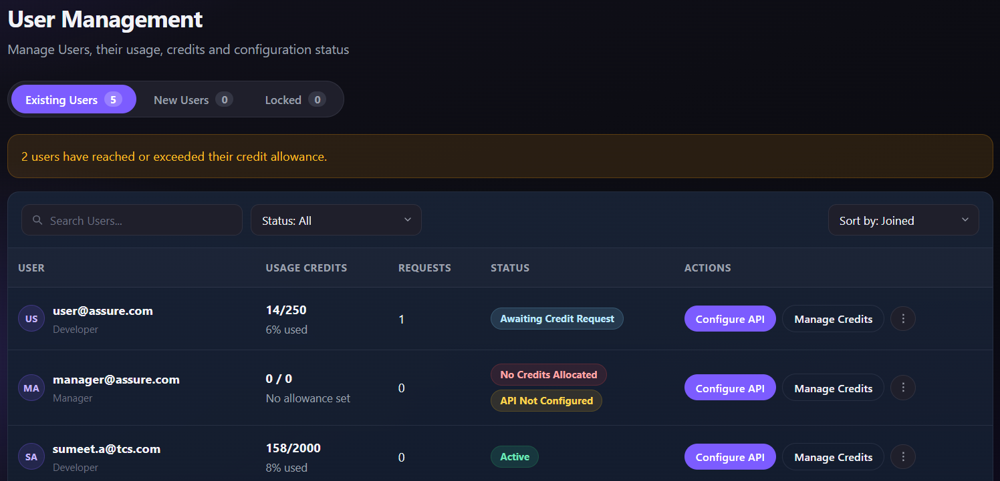 User Management
Manage Users, their usage, credits and configuration status
Existing Users 5 New Users 0 Locked 0
2 users have reached or exceeded their credit allowance.
Search Users... Status: All Sort by: Joined
USER USAGE CREDITS REQUESTS STATUS ACTIONS
US user@assure.com 14/250 1 Awaiting Credit Request Configure API Manage Credits
Developer 6% used
MA manager@assure.com 0 / 0 0 No Credits Allocated Configure API Manage Credits
Manager No allowance set API Not Configured
SA sumeet.a@tcs.com 158/2000 0 Active Configure API Manage Credits
Developer 8% used